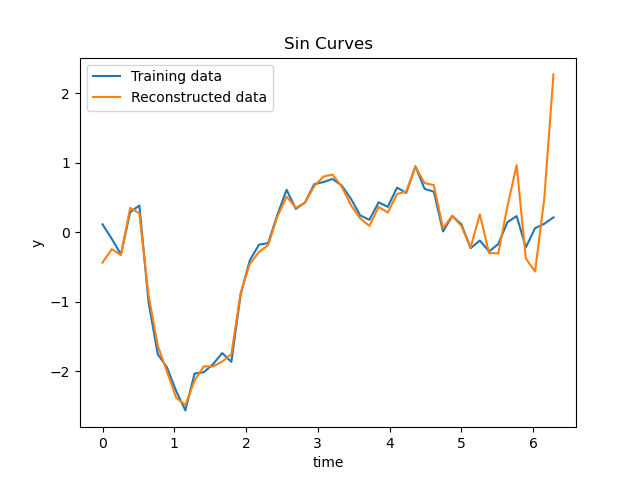 Sin Curves
Training data
Reconstructed data
y
2
1
0
−1
−2
0 1 2 3 4 5 6
time